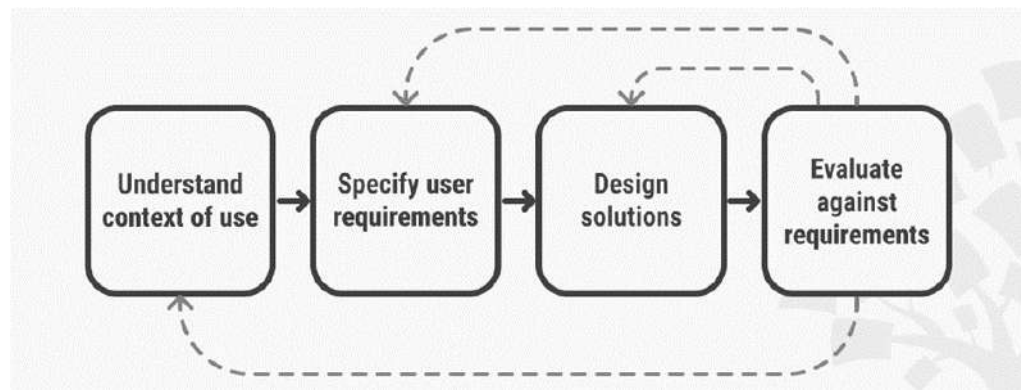 Understand
context of use
Specify user
requirements
Design
solutions
Evaluate
against
requirements